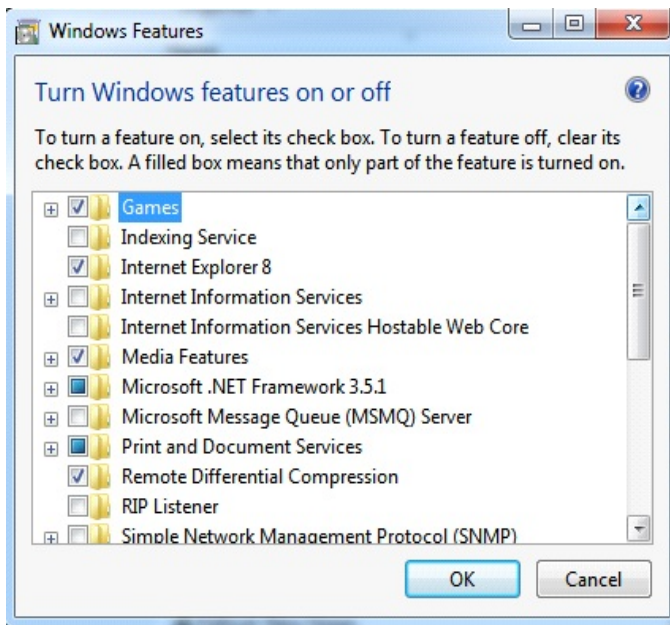 Windows Features
Turn Windows features on or off
To turn a feature on, select its check box. To turn a feature off, clear its
check box. A filled box means that only part of the feature is turned on.
Games
Indexing Service
Internet Explorer 8
Internet Information Services
Internet Information Services Hostable Web Core
Media Features
Microsoft .NET Framework 3.5.1
Microsoft Message Queue (MSMQ) Server
Print and Document Services
Remote Differential Compression
RIP Listener
Simple Network Management Protocol (SNMP)
OK Cancel